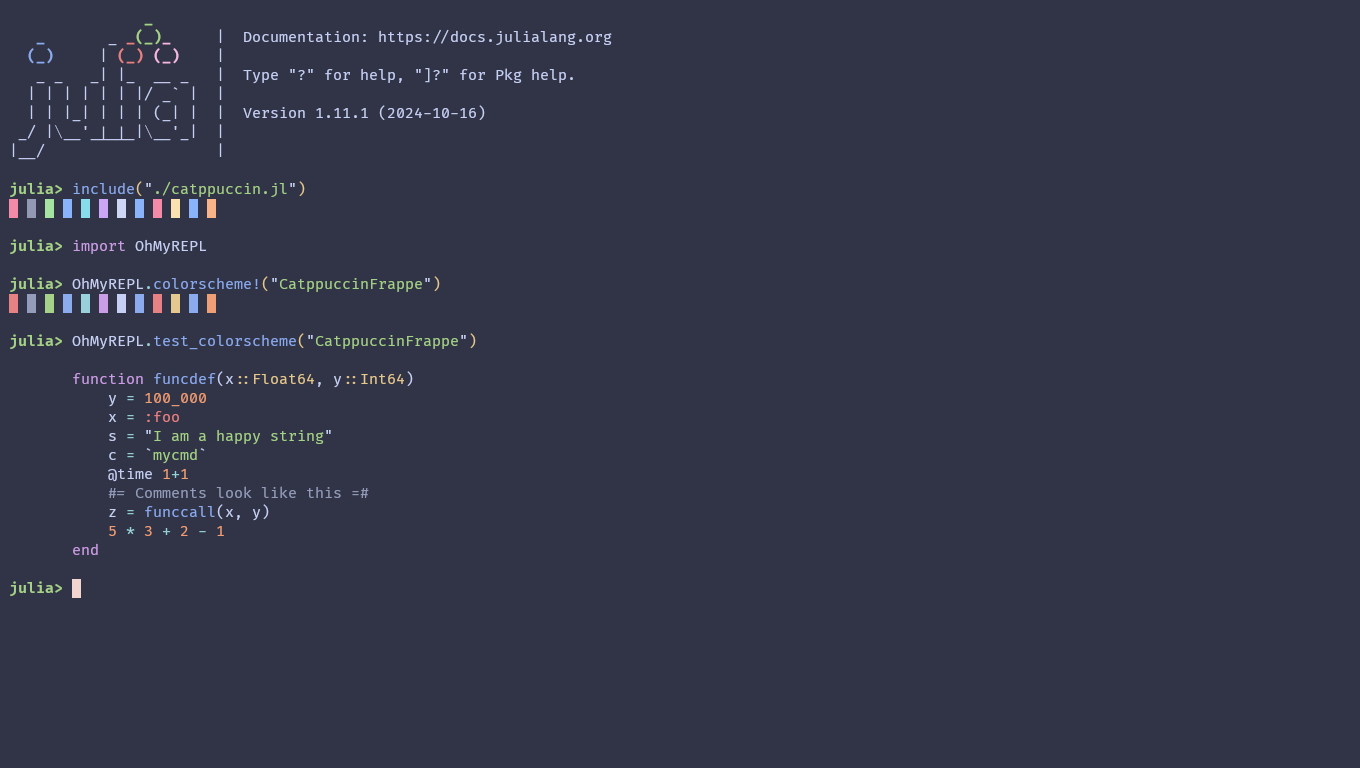 Documentation: https://docs.julialang.org
Type "?" for help, "]?" for Pkg help.
Version 1.11.1 (2024-10-16)
julia> include("./catppuccin.jl")
julia> import OhMyREPL
julia> OhMyREPL.colorscheme!("CatppuccinFrappe")
julia> OhMyREPL.test_colorscheme("CatppuccinFrappe")
function funcdef(x::Float64, y::Int64)
y = 100_000
x = :foo
s = "I am a happy string"
c = `mycmd`
@time 1+1
#= Comments look like this =#
z = funccall(x, y)
5 * 3 + 2 - 1
end
julia>